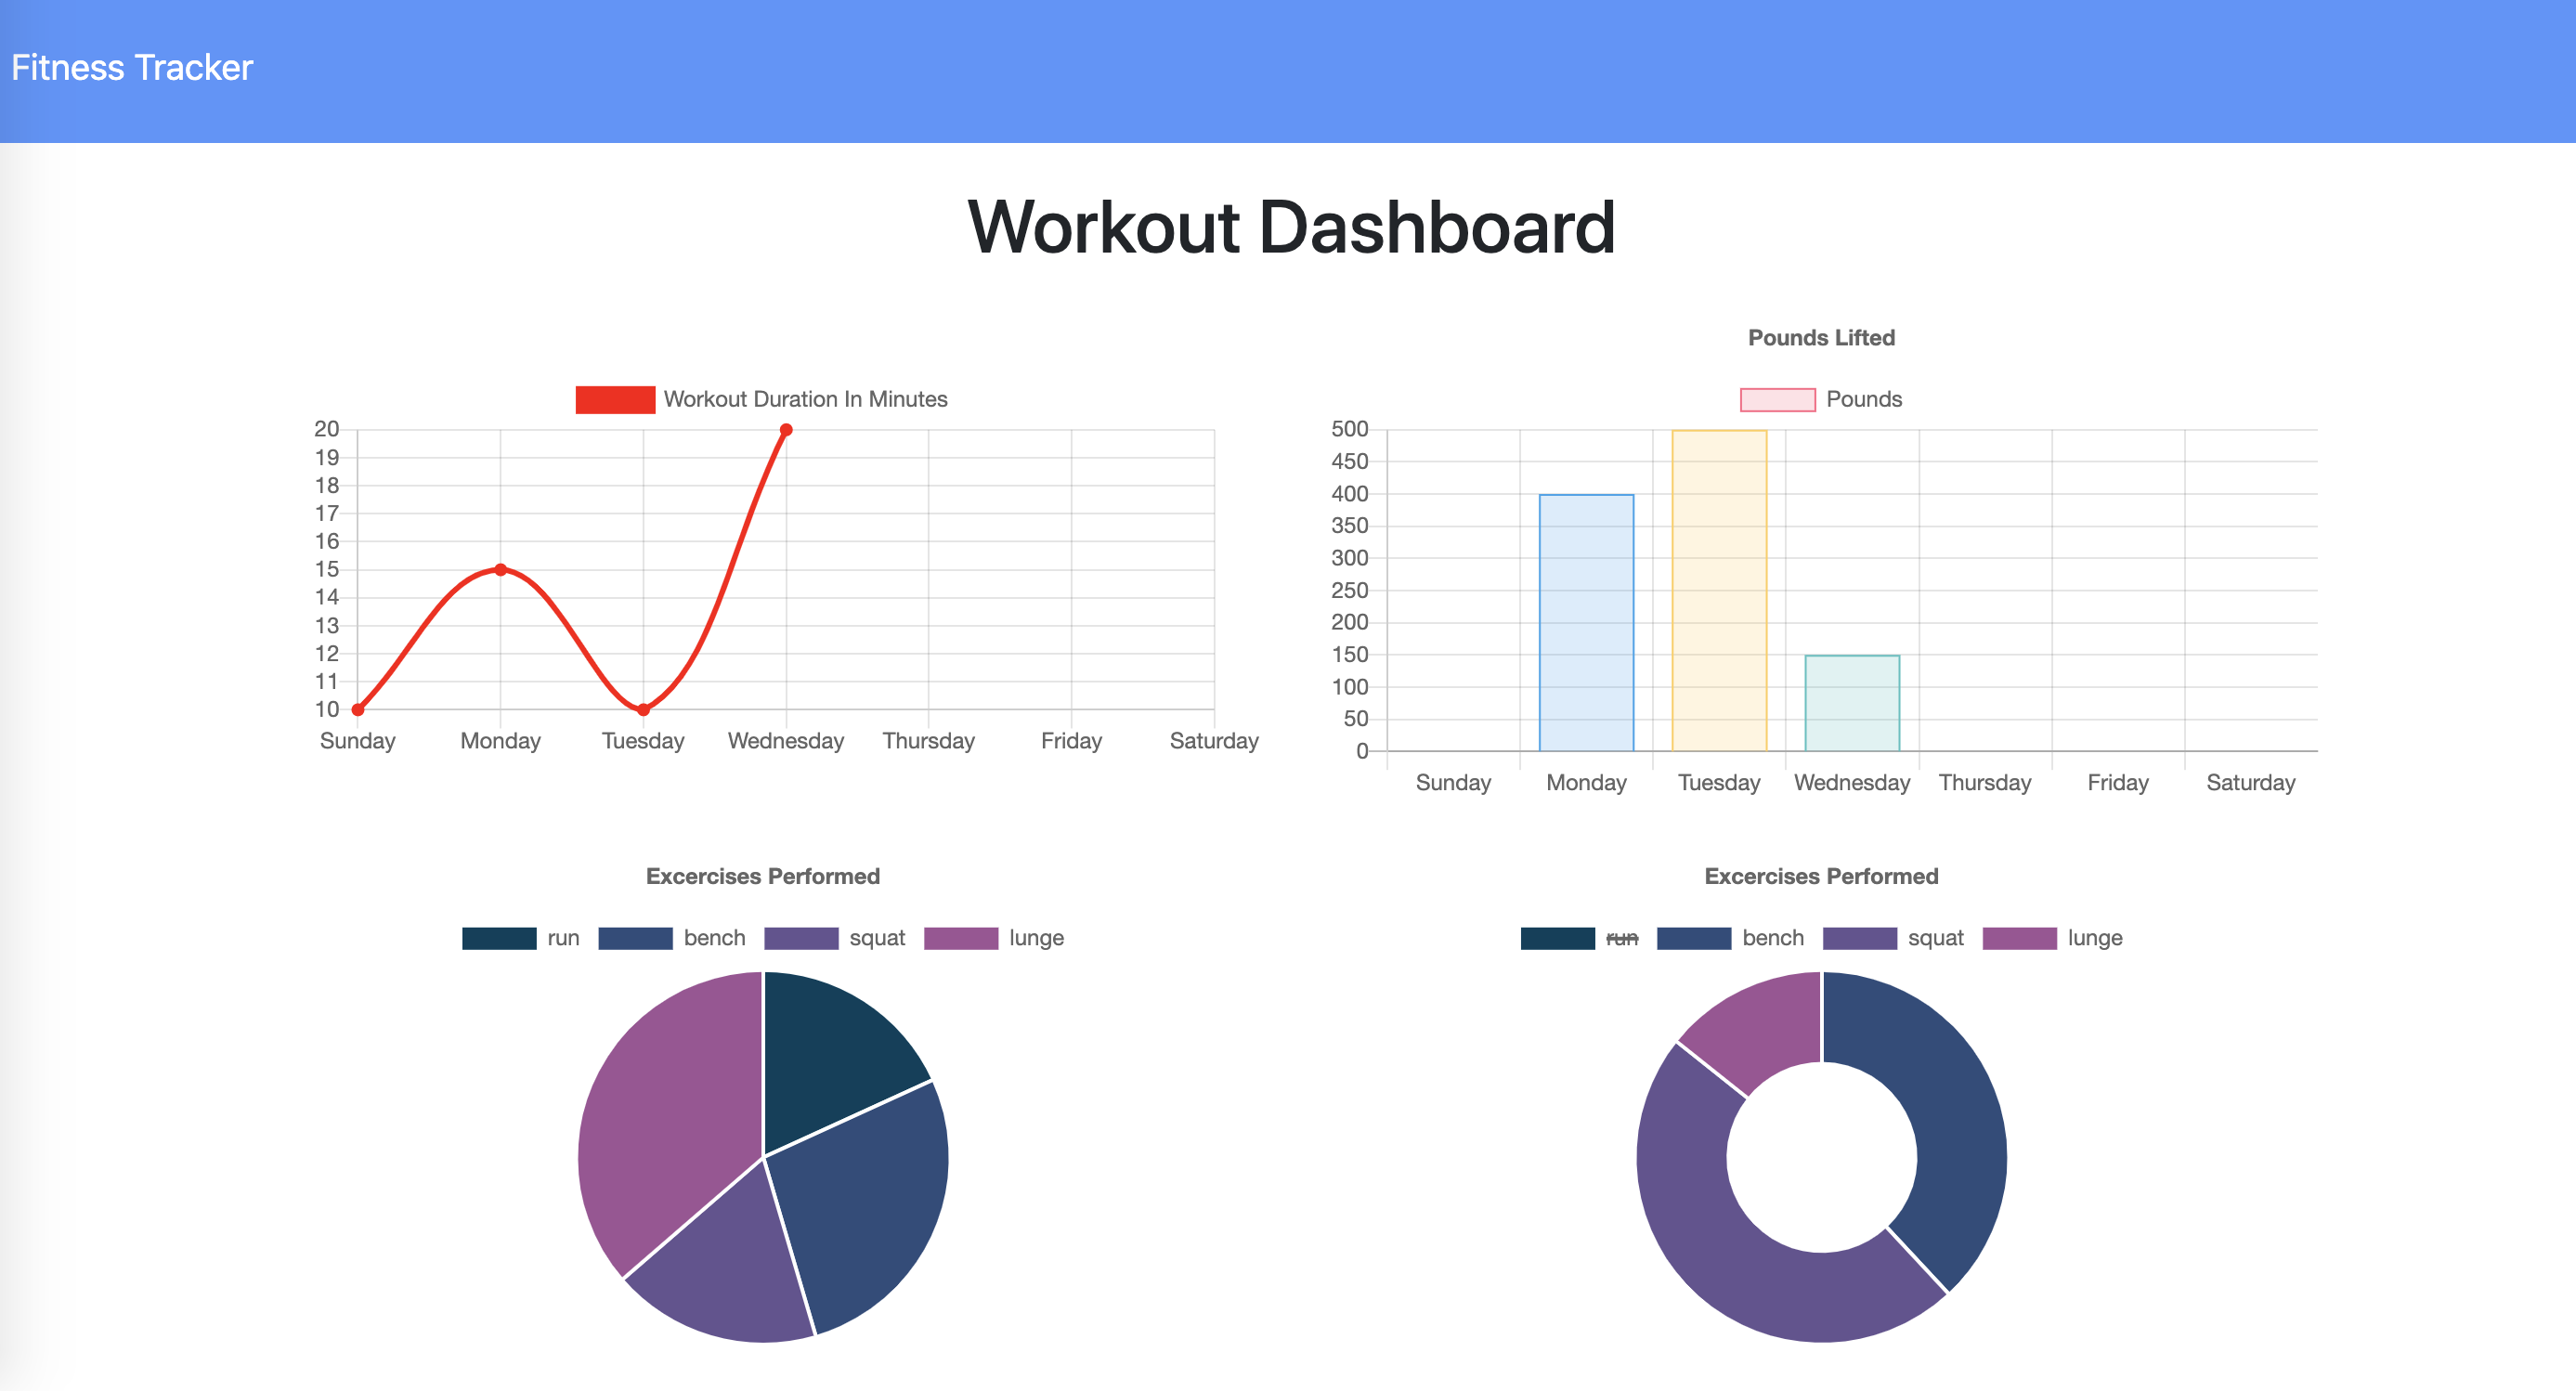 Fitness Tracker
Workout Dashboard
Workout Duration In Minutes
20
19
18
17
16
15
14
13
12
11
10
Sunday Monday Tuesday Wednesday Thursday Friday Saturday
Pounds Lifted
Pounds
500
450
400
350
300
250
200
150
100
50
0
Sunday Monday Tuesday Wednesday Thursday Friday Saturday
Excercises Performed
run bench squat lunge
Excercises Performed
run bench squat lunge